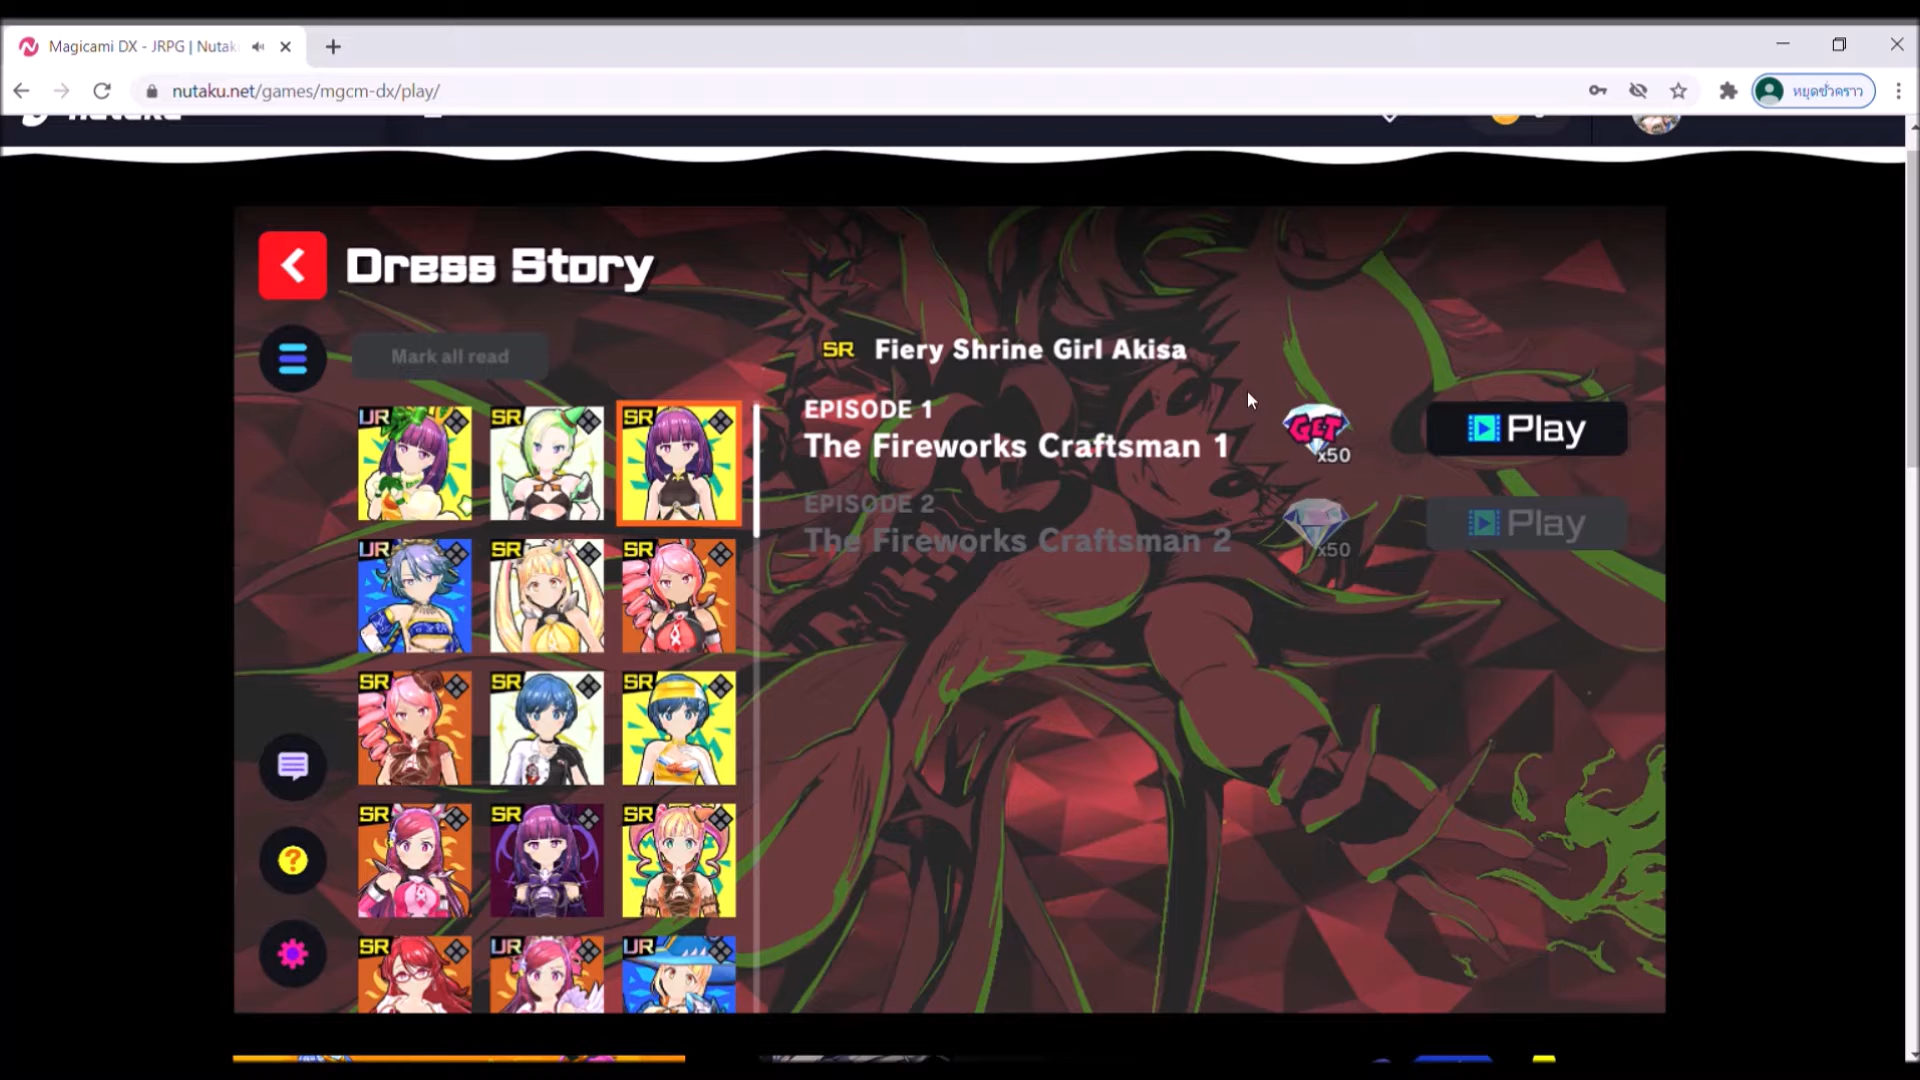 Magicami DX - JRPG | Nutak
nutaku.net/games/mgcm-dx/play/
หยุดชั่วคราว
nutaku
Dress Story
Mark all read
SR Fiery Shrine Girl Akisa
EPISODE 1
The Fireworks Craftsman 1
GET
x50
Play
EPISODE 2
The Fireworks Craftsman 2
x50
Play
UR SR SR
UR SR SR
SR SR SR
SR SR SR
SR UR UR